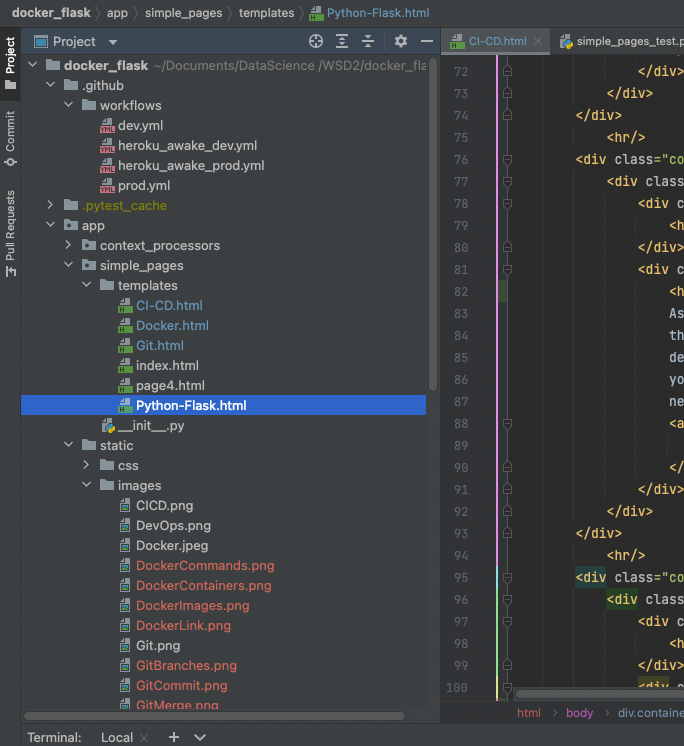 docker_flask > app > simple_pages > templates > Python-Flask.html
Project
Commit
Pull Requests
Project
docker_flask ~/Documents/DataScience /WSD2/docker_fla
.github
workflows
dev.yml
heroku_awake_dev.yml
heroku_awake_prod.yml
prod.yml
.pytest_cache
app
context_processors
simple_pages
templates
CI-CD.html
Docker.html
Git.html
index.html
page4.html
Python-Flask.html
__init__.py
static
css
images
CICD.png
DevOps.png
Docker.jpeg
DockerCommands.png
DockerContainers.png
DockerImages.png
DockerLink.png
Git.png
GitBranches.png
GitCommit.png
GitMerge.png
CI-CD.html × simple_pages_test.p
72 </div>
73 </div>
74 </div>
75 <hr/>
76 <div class="co
77 <div clas
78 <div c
79 <h
80 </div>
81 <div c
82 <h
83 As
84 th
85 de
86 yo
87 ne
88 <a
89
90 </
91 </div>
92 </div>
93 </div>
94 <hr/>
95 <div class="co
96 <div clas
97 <div c
98 <h
99 </div>
100 <div c
html > body > div.containe
Terminal: Local × +